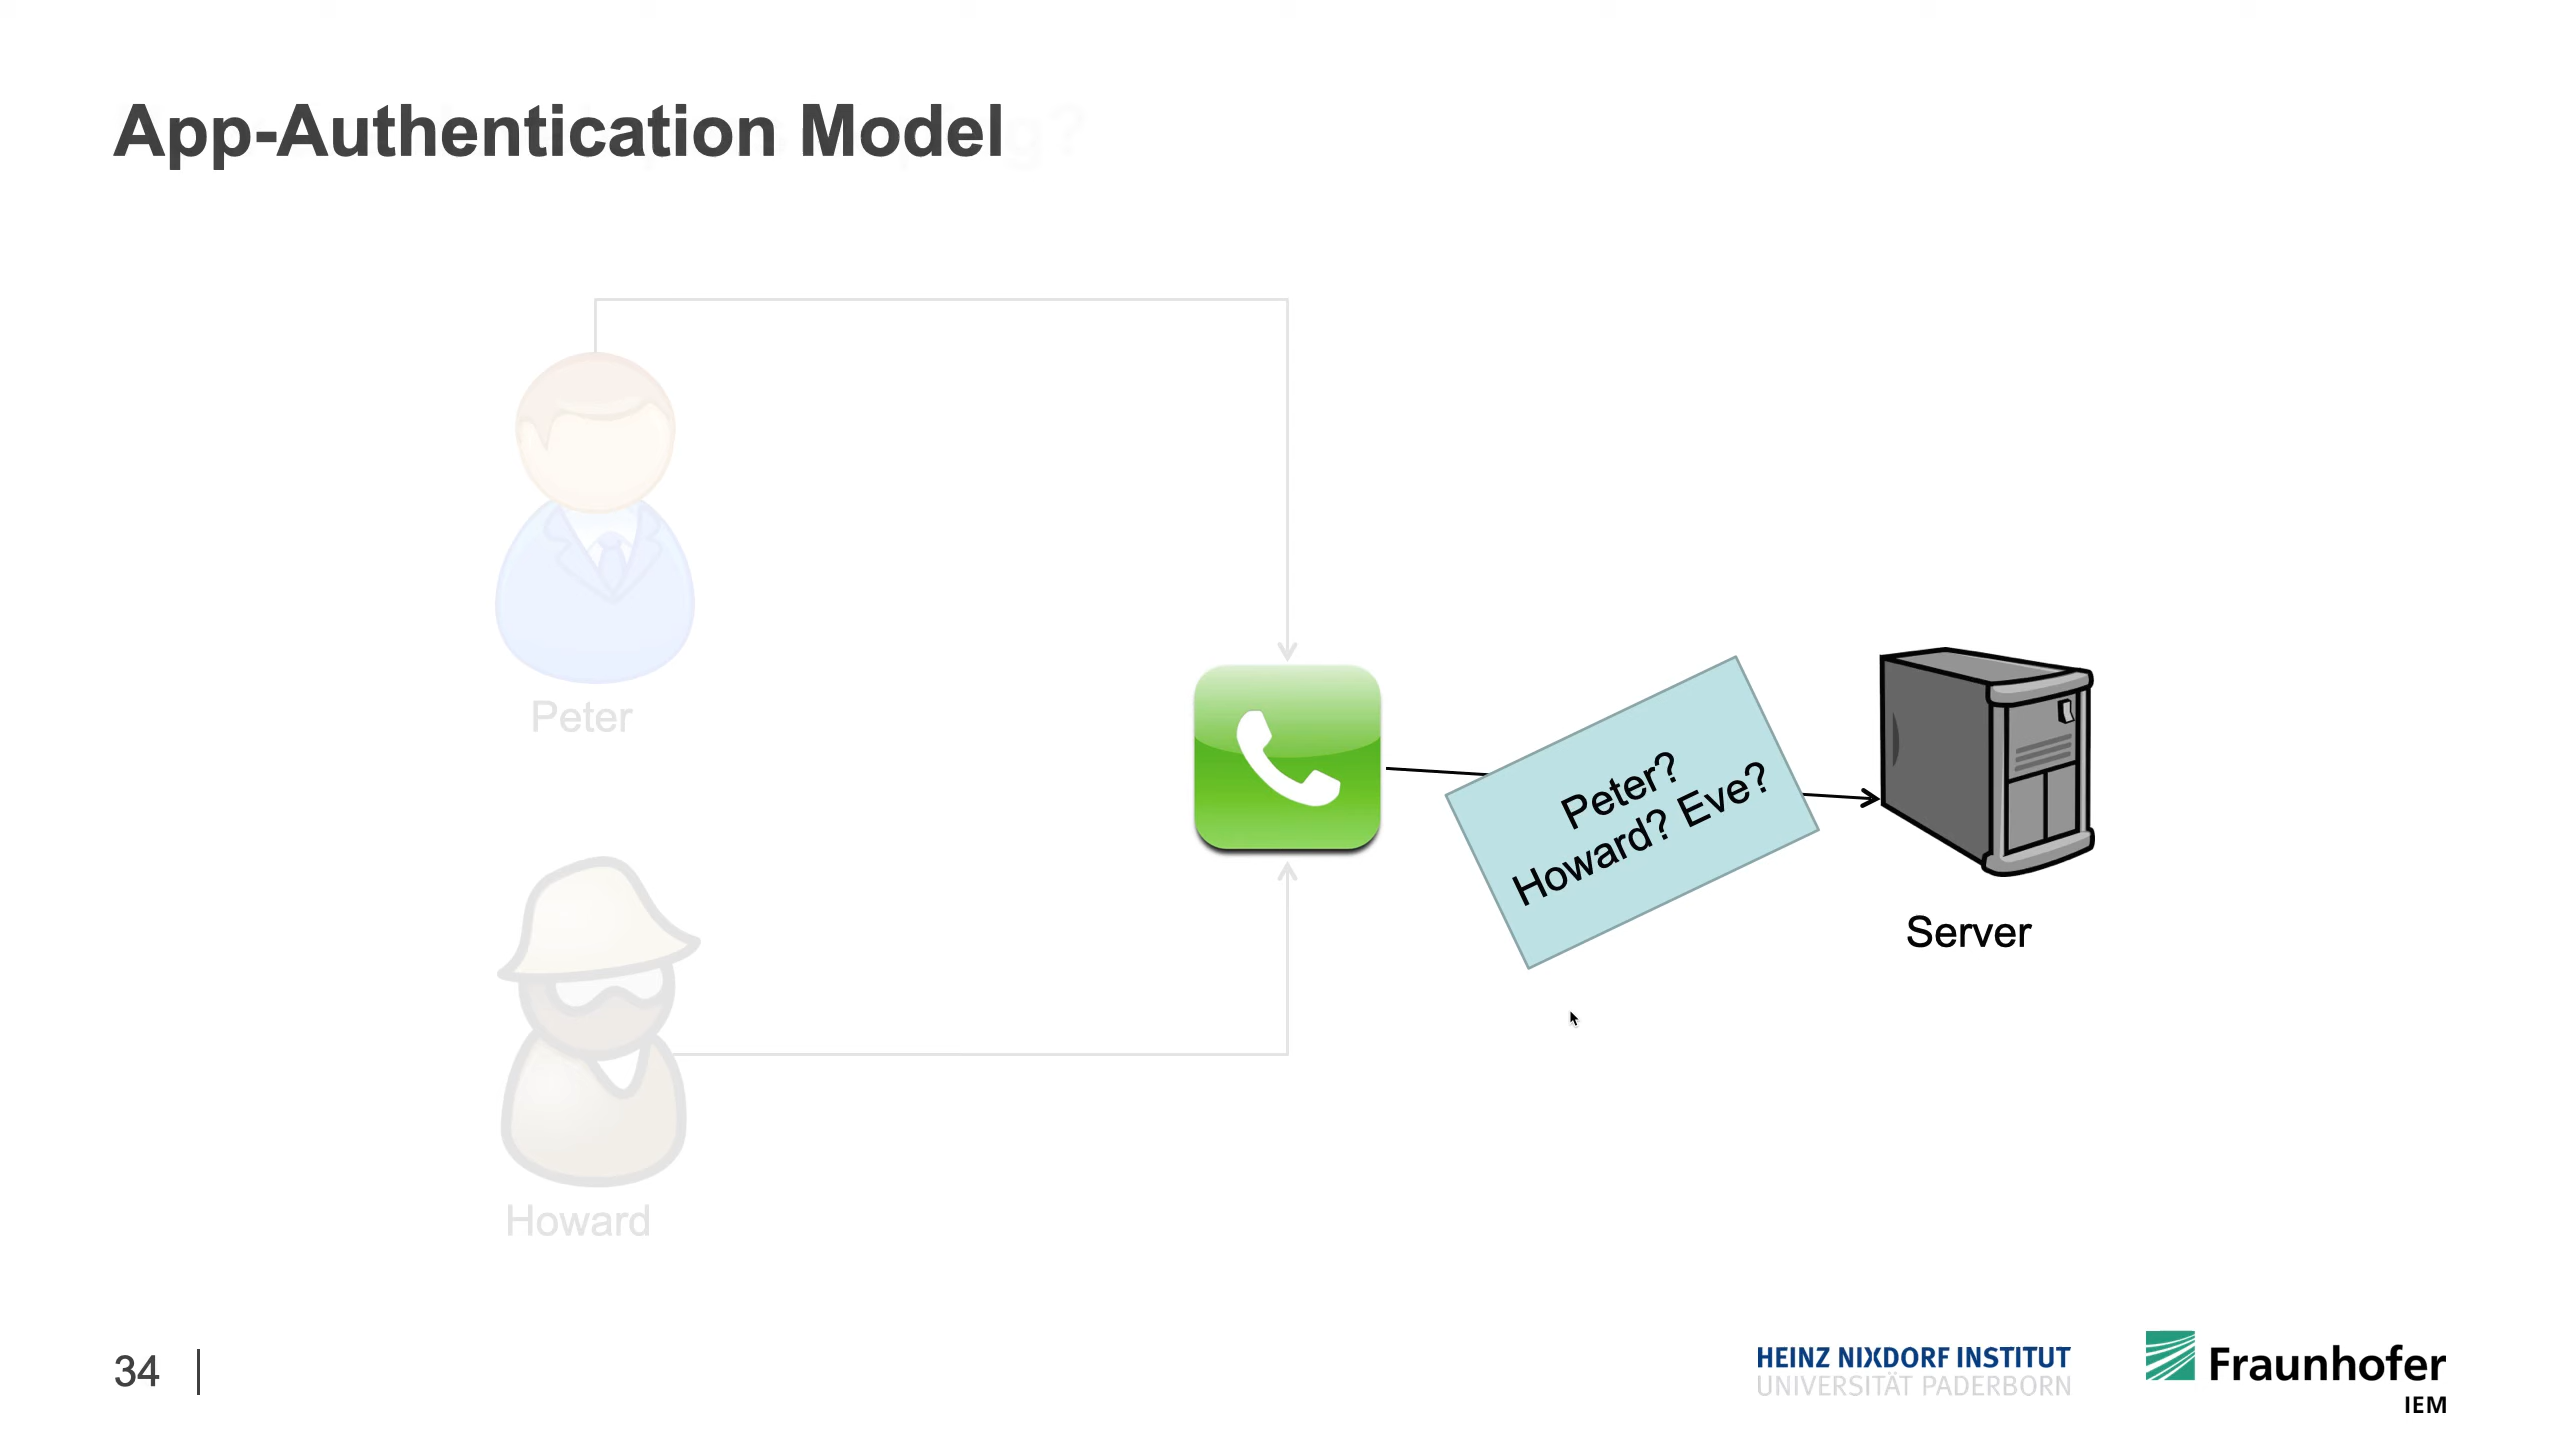 App-Authentication Model
Peter
Peter?
Howard? Eve?
Server
Howard
34
HEINZ NIXDORF INSTITUT
UNIVERSITÄT PADERBORN
Fraunhofer
IEM